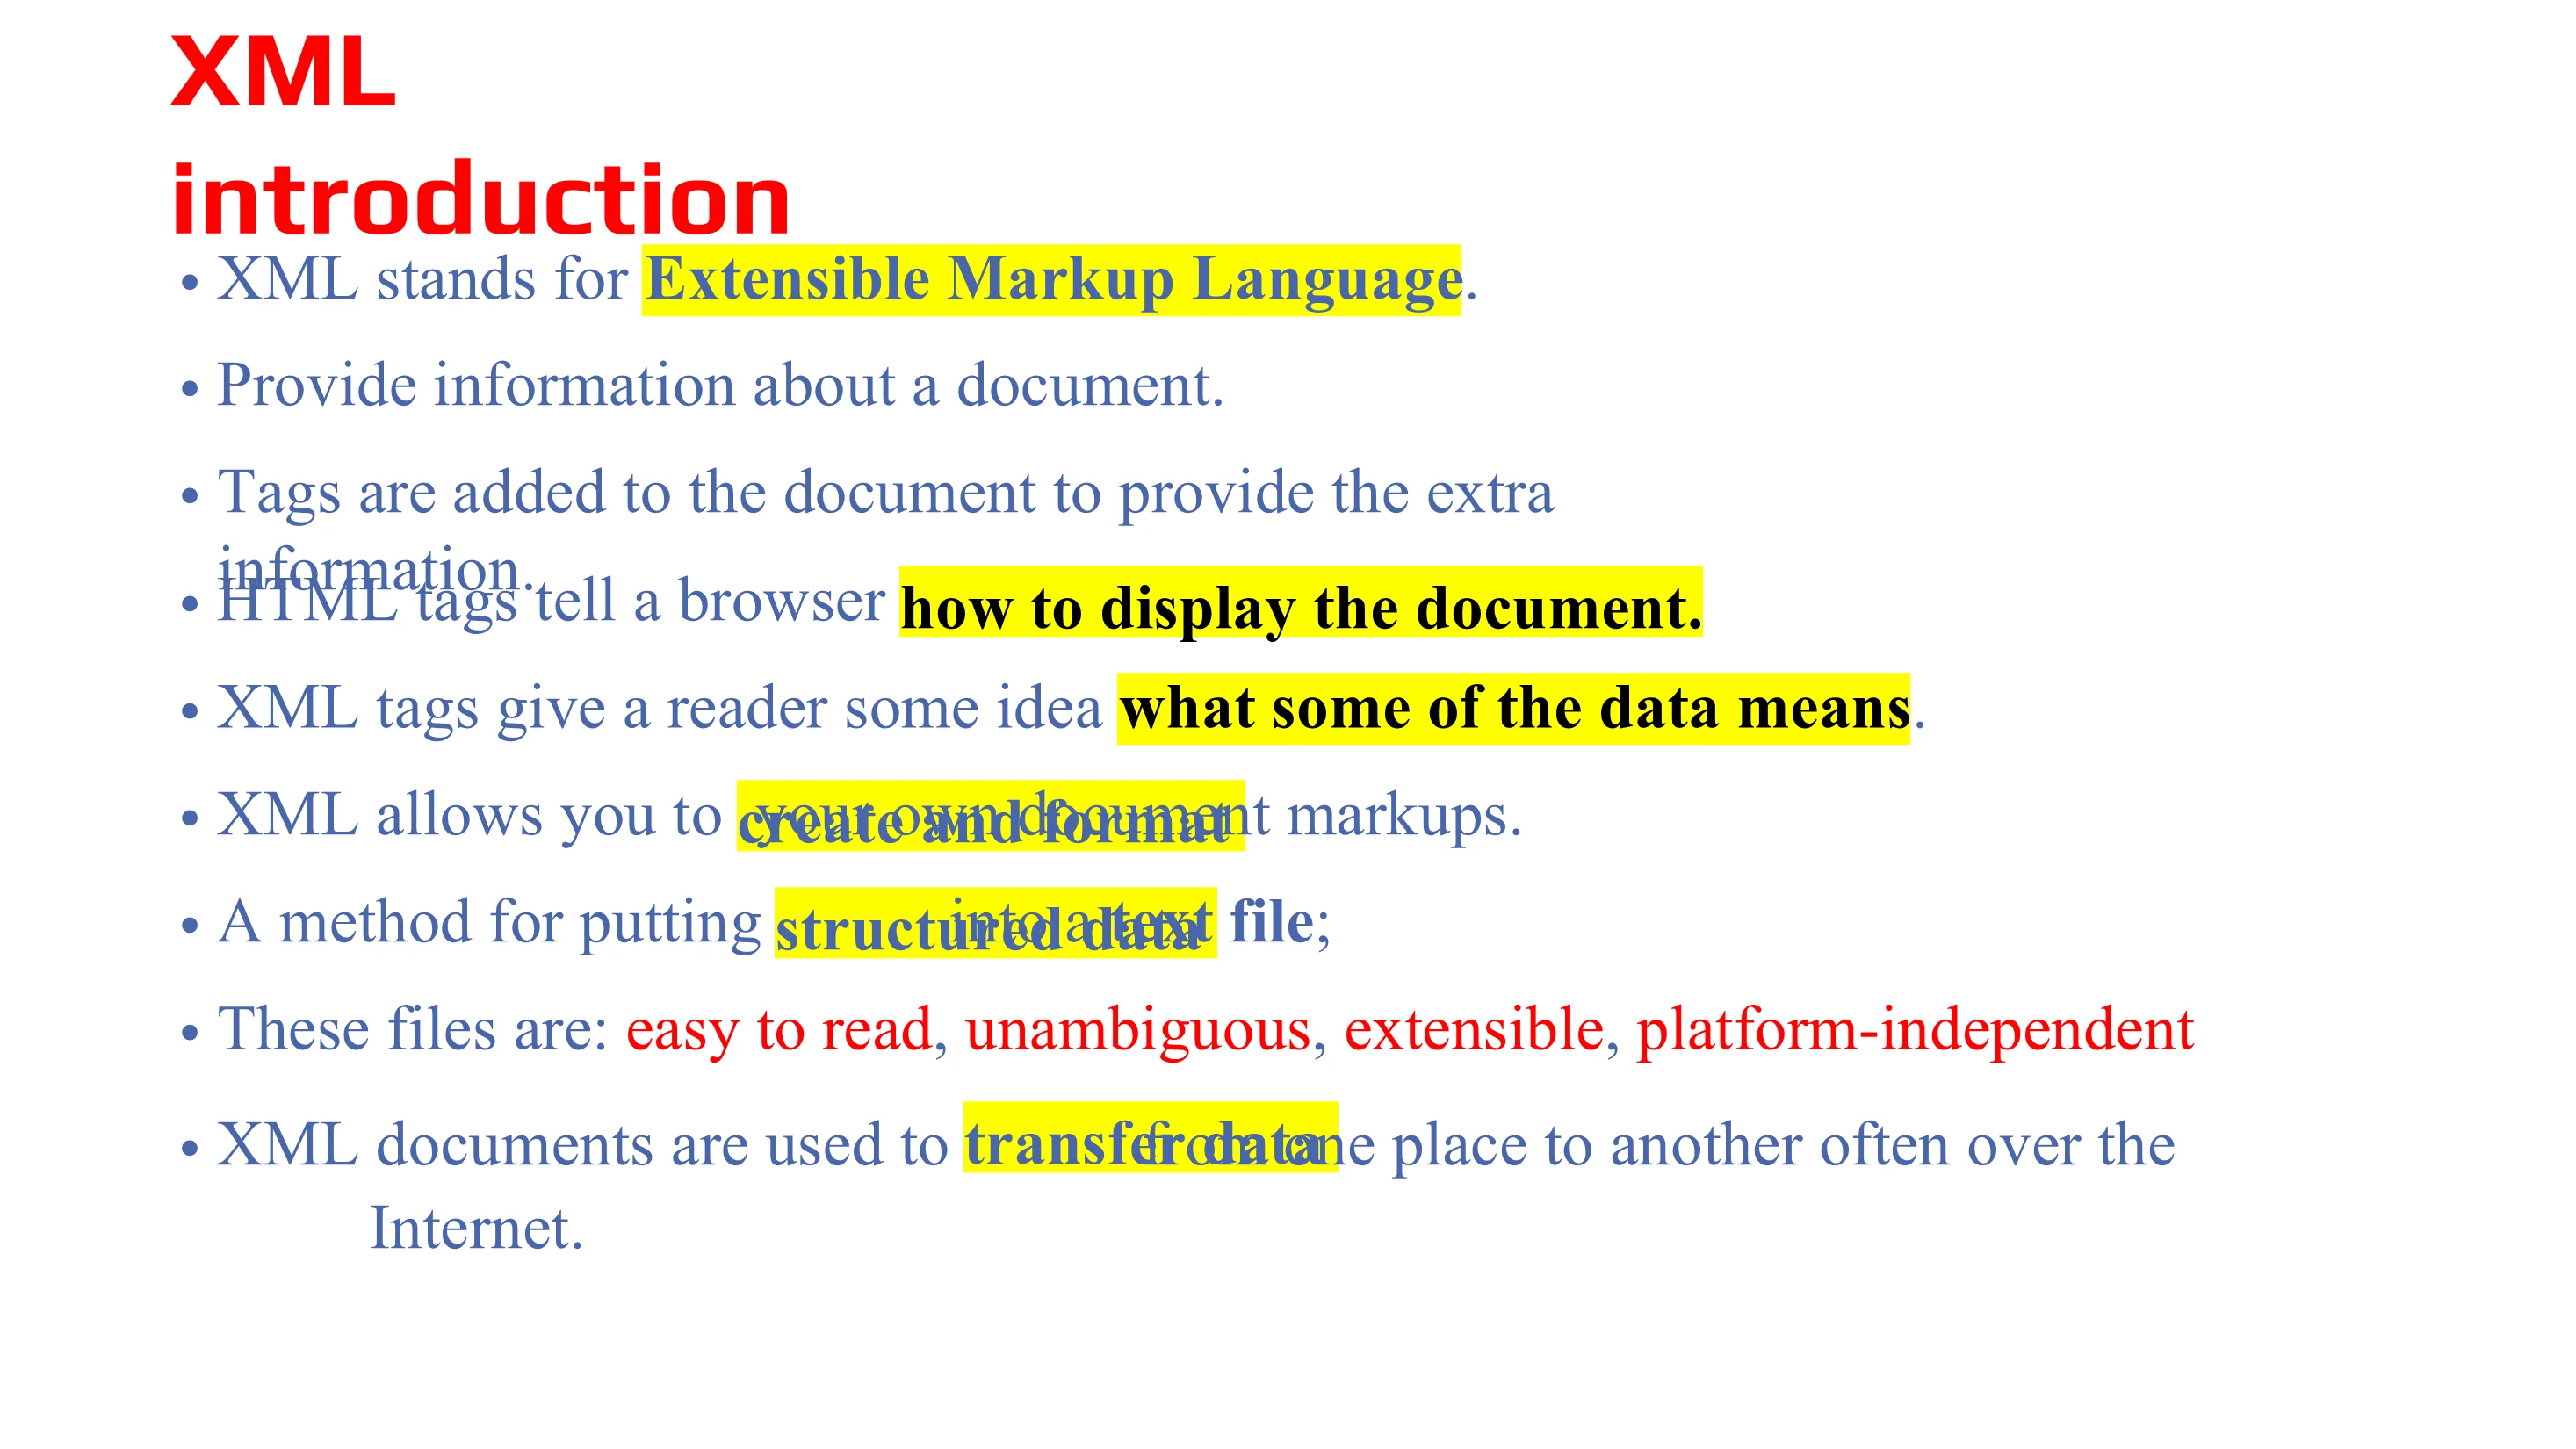 XML
introduction
• XML stands for Extensible Markup Language.
• Provide information about a document.
• Tags are added to the document to provide the extra
information.
• HTML tags tell a browser how to display the document.
• XML tags give a reader some idea what some of the data means.
• XML allows you to create and format your own document markups.
• A method for putting structured data into a text file;
• These files are: easy to read, unambiguous, extensible, platform-independent
• XML documents are used to transfer data from one place to another often over the
Internet.